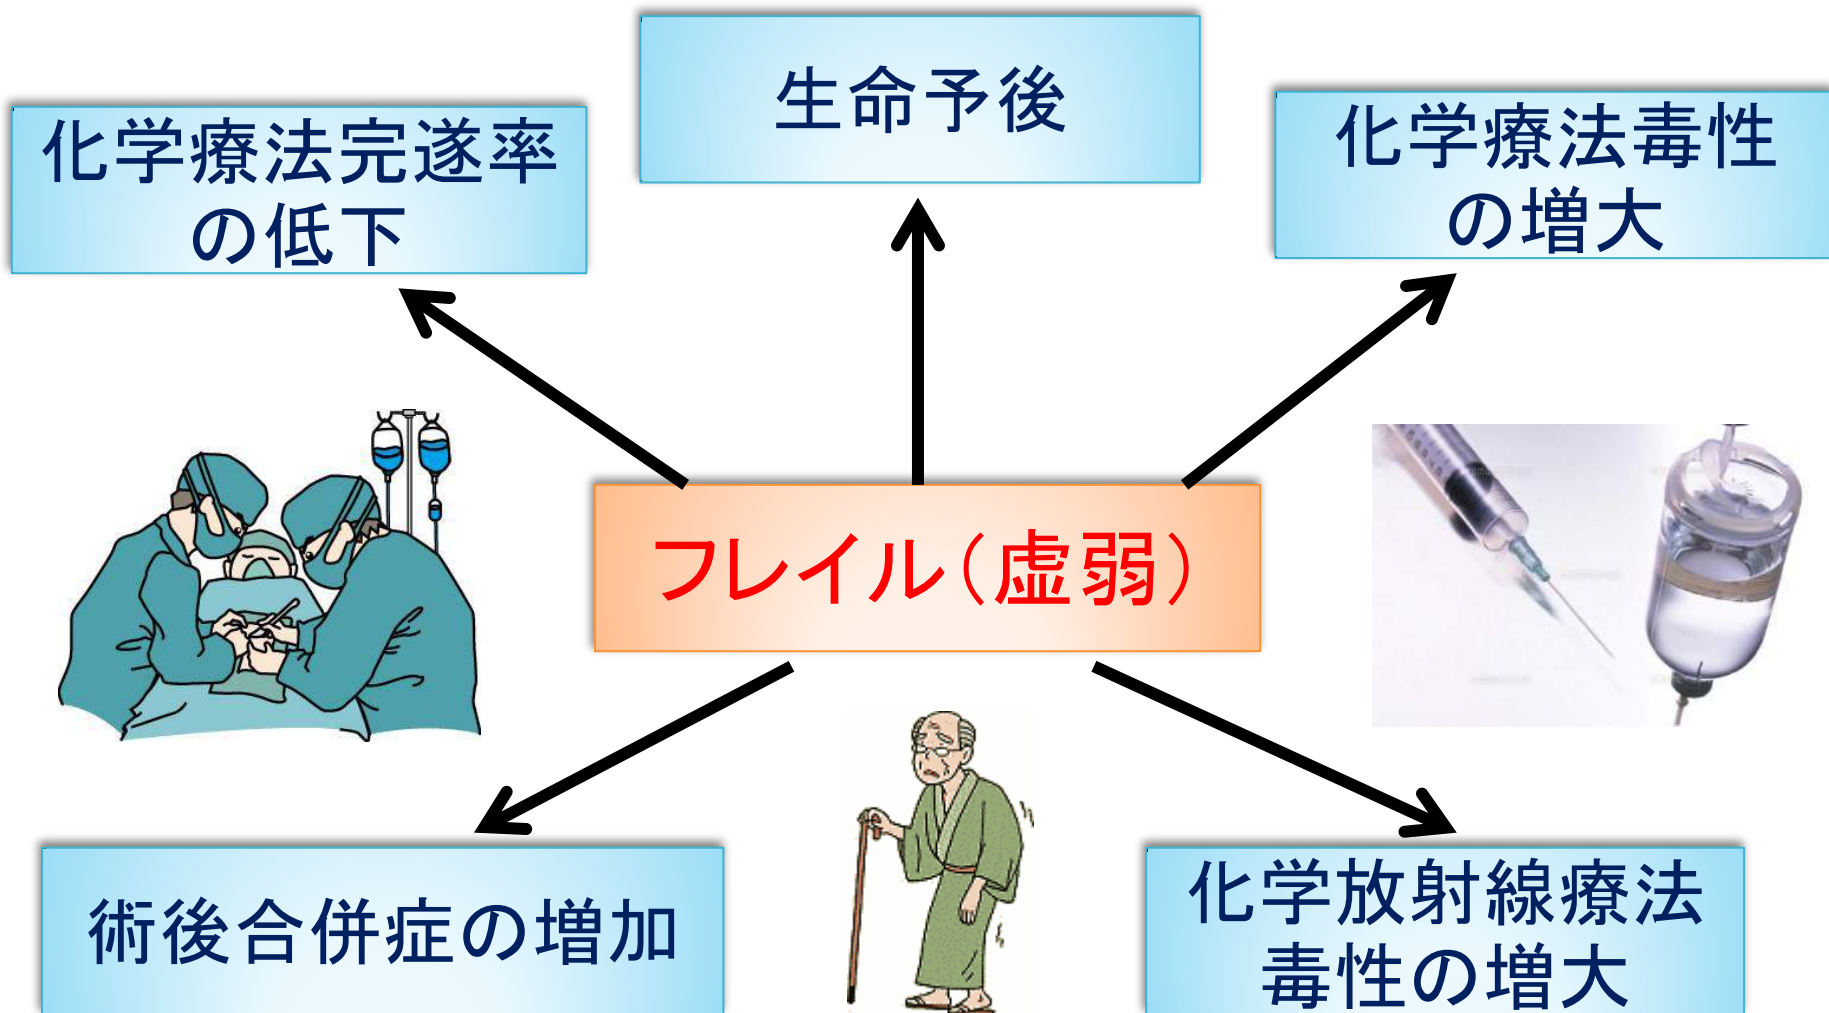 生命予後
化学療法完遂率
の低下
化学療法毒性
の増大
フレイル（虚弱）
術後合併症の増加
化学放射線療法
毒性の増大